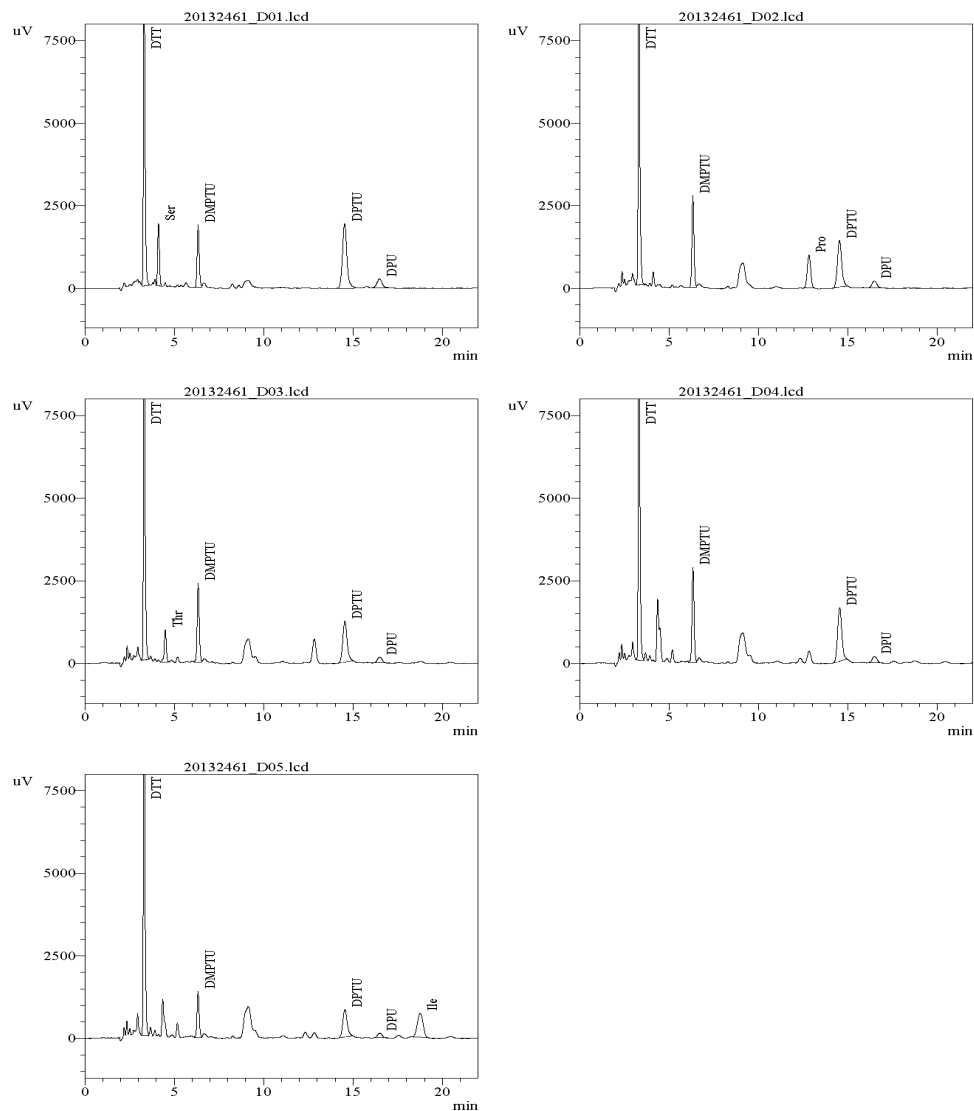 20132461_D01.lcd
uV
7500
5000
2500
0
DTT
Ser
DMPTU
DPTU
DPU
0 5 10 15 20
min
20132461_D02.lcd
uV
7500
5000
2500
0
DTT
DMPTU
Pro
DPTU
DPU
0 5 10 15 20
min
20132461_D03.lcd
uV
7500
5000
2500
0
DTT
Thr
DMPTU
DPTU
DPU
0 5 10 15 20
min
20132461_D04.lcd
uV
7500
5000
2500
0
DTT
DMPTU
DPTU
DPU
0 5 10 15 20
min
20132461_D05.lcd
uV
7500
5000
2500
0
DTT
DMPTU
DPTU
DPU
Ile
0 5 10 15 20
min